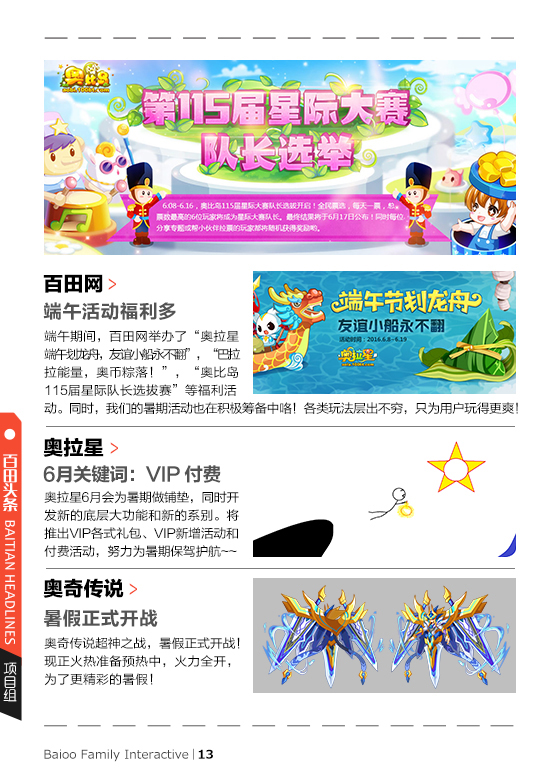 奥比岛
第115届星际大赛
队长选举
6.08-6.16，奥比岛115届星际大赛队长选拔开启！全民票选，每天一票，总
票数最高的6位玩家将成为星际大赛队长。最终结果将于6月17日公布！同时每位
分享专题或帮小伙伴拉票的玩家都将随机获得奖励哟。
百田网 >
端午活动福利多
端午期间，百田网举办了“奥拉星
端午划龙舟，友谊小船永不翻”，“巴拉
拉能量，奥币粽落！”，“奥比岛
115届星际队长选拔赛”等福利活
动。同时，我们的暑期活动也在积极筹备中咯！各类玩法层出不穷，只为用户玩得更爽！
端午节划龙舟
友谊小船永不翻
活动时间：2016.6.8-6.19
奥拉星
奥拉星 >
6月关键词：VIP 付费
奥拉星6月会为暑期做铺垫，同时开
发新的底层大功能和新的系别。将
推出VIP各式礼包、VIP新增活动和
付费活动，努力为暑期保驾护航~~
奥奇传说 >
暑假正式开战
奥奇传说超神之战，暑假正式开战！
现正火热准备预热中，火力全开，
为了更精彩的暑假！
百田头条 BAITIAN HEADLINES
项目组
Baioo Family Interactive | 13